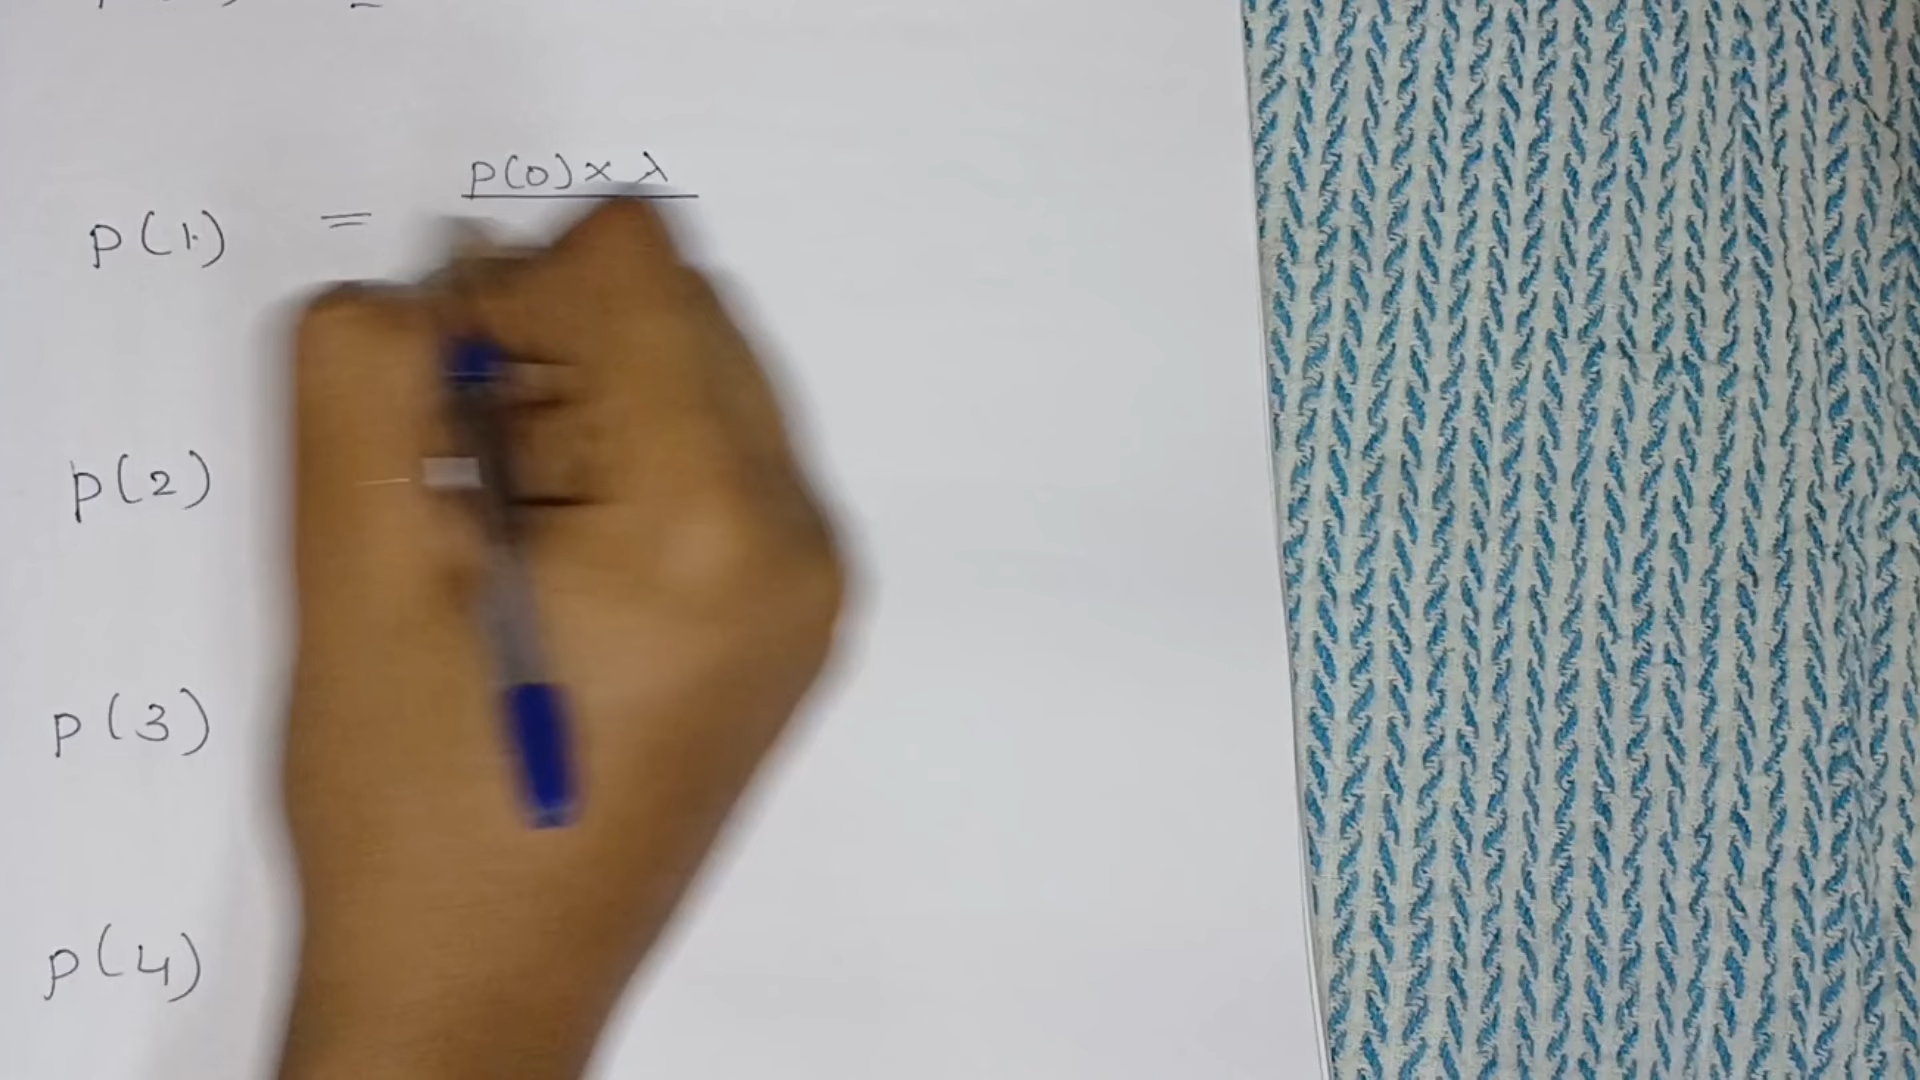 p(0) × λ
p(1) =
p(2)
p(3)
p(4)